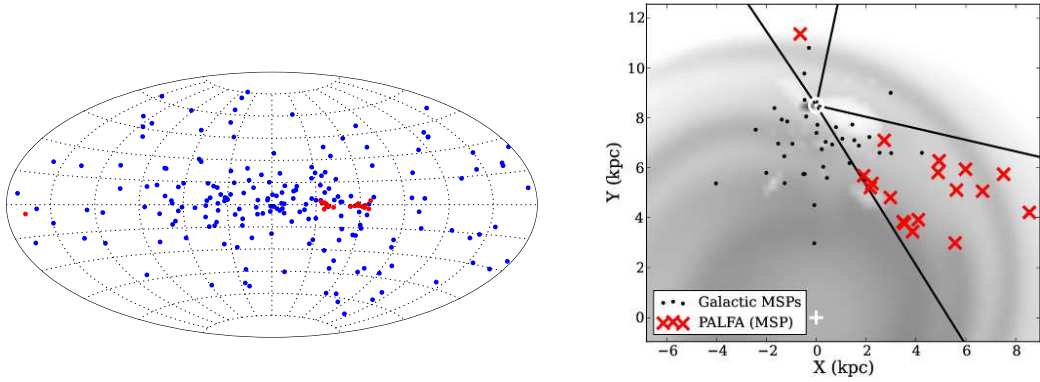 12
10
8
6
4
2
0
Y (kpc)
Galactic MSPs
PALFA (MSP)
−6 −4 −2 0 2 4 6 8
X (kpc)